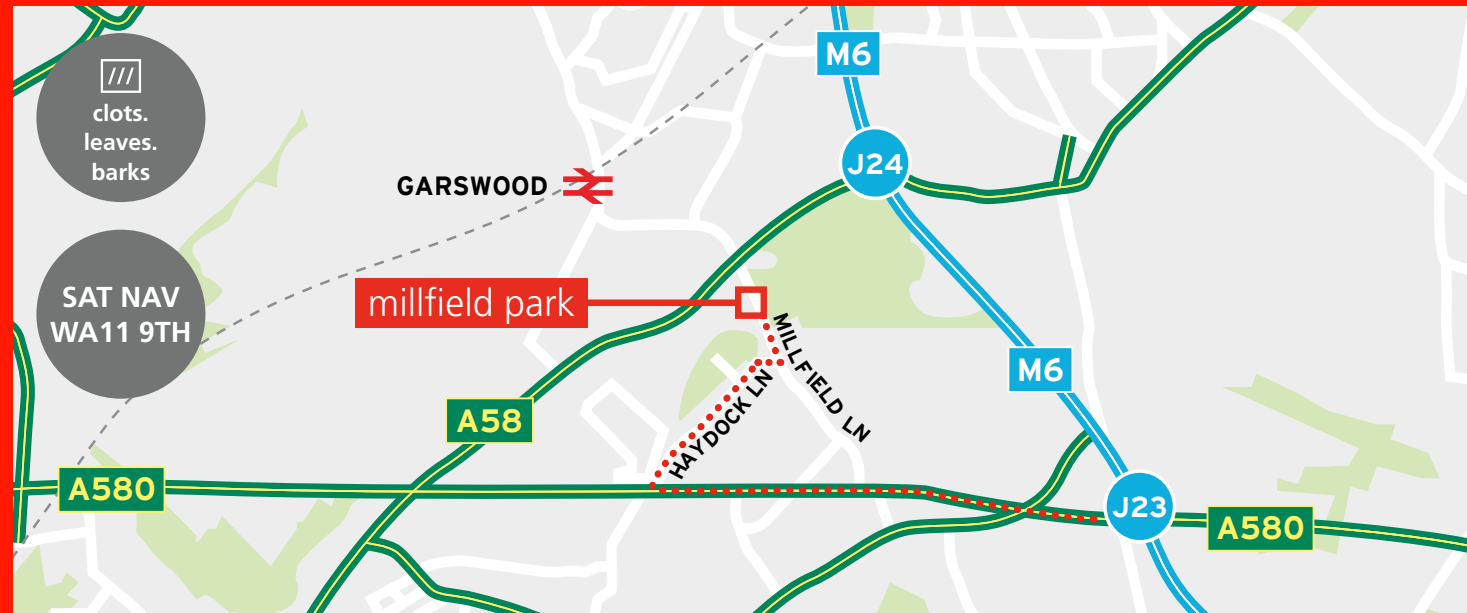 ///
clots.
leaves.
barks
SAT NAV
WA11 9TH
M6
J24
GARSWOOD
millfield park
MILLFIELD LN
HAYDOCK LN
M6
A58
A580
J23
A580